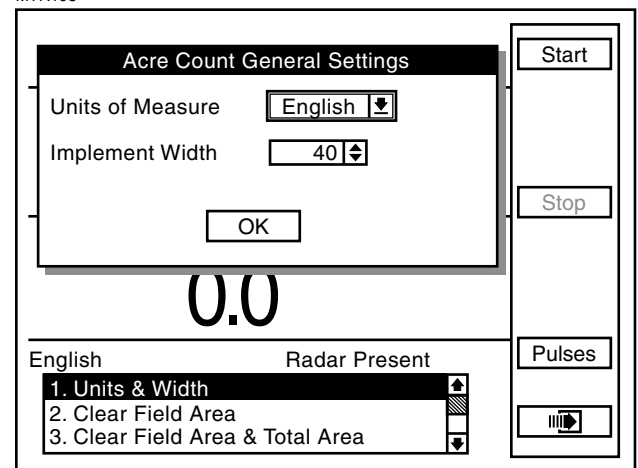 Acre Count General Settings
Units of Measure English
Implement Width 40
OK
0.0
English Radar Present
1. Units & Width
2. Clear Field Area
3. Clear Field Area & Total Area
Start
Stop
Pulses